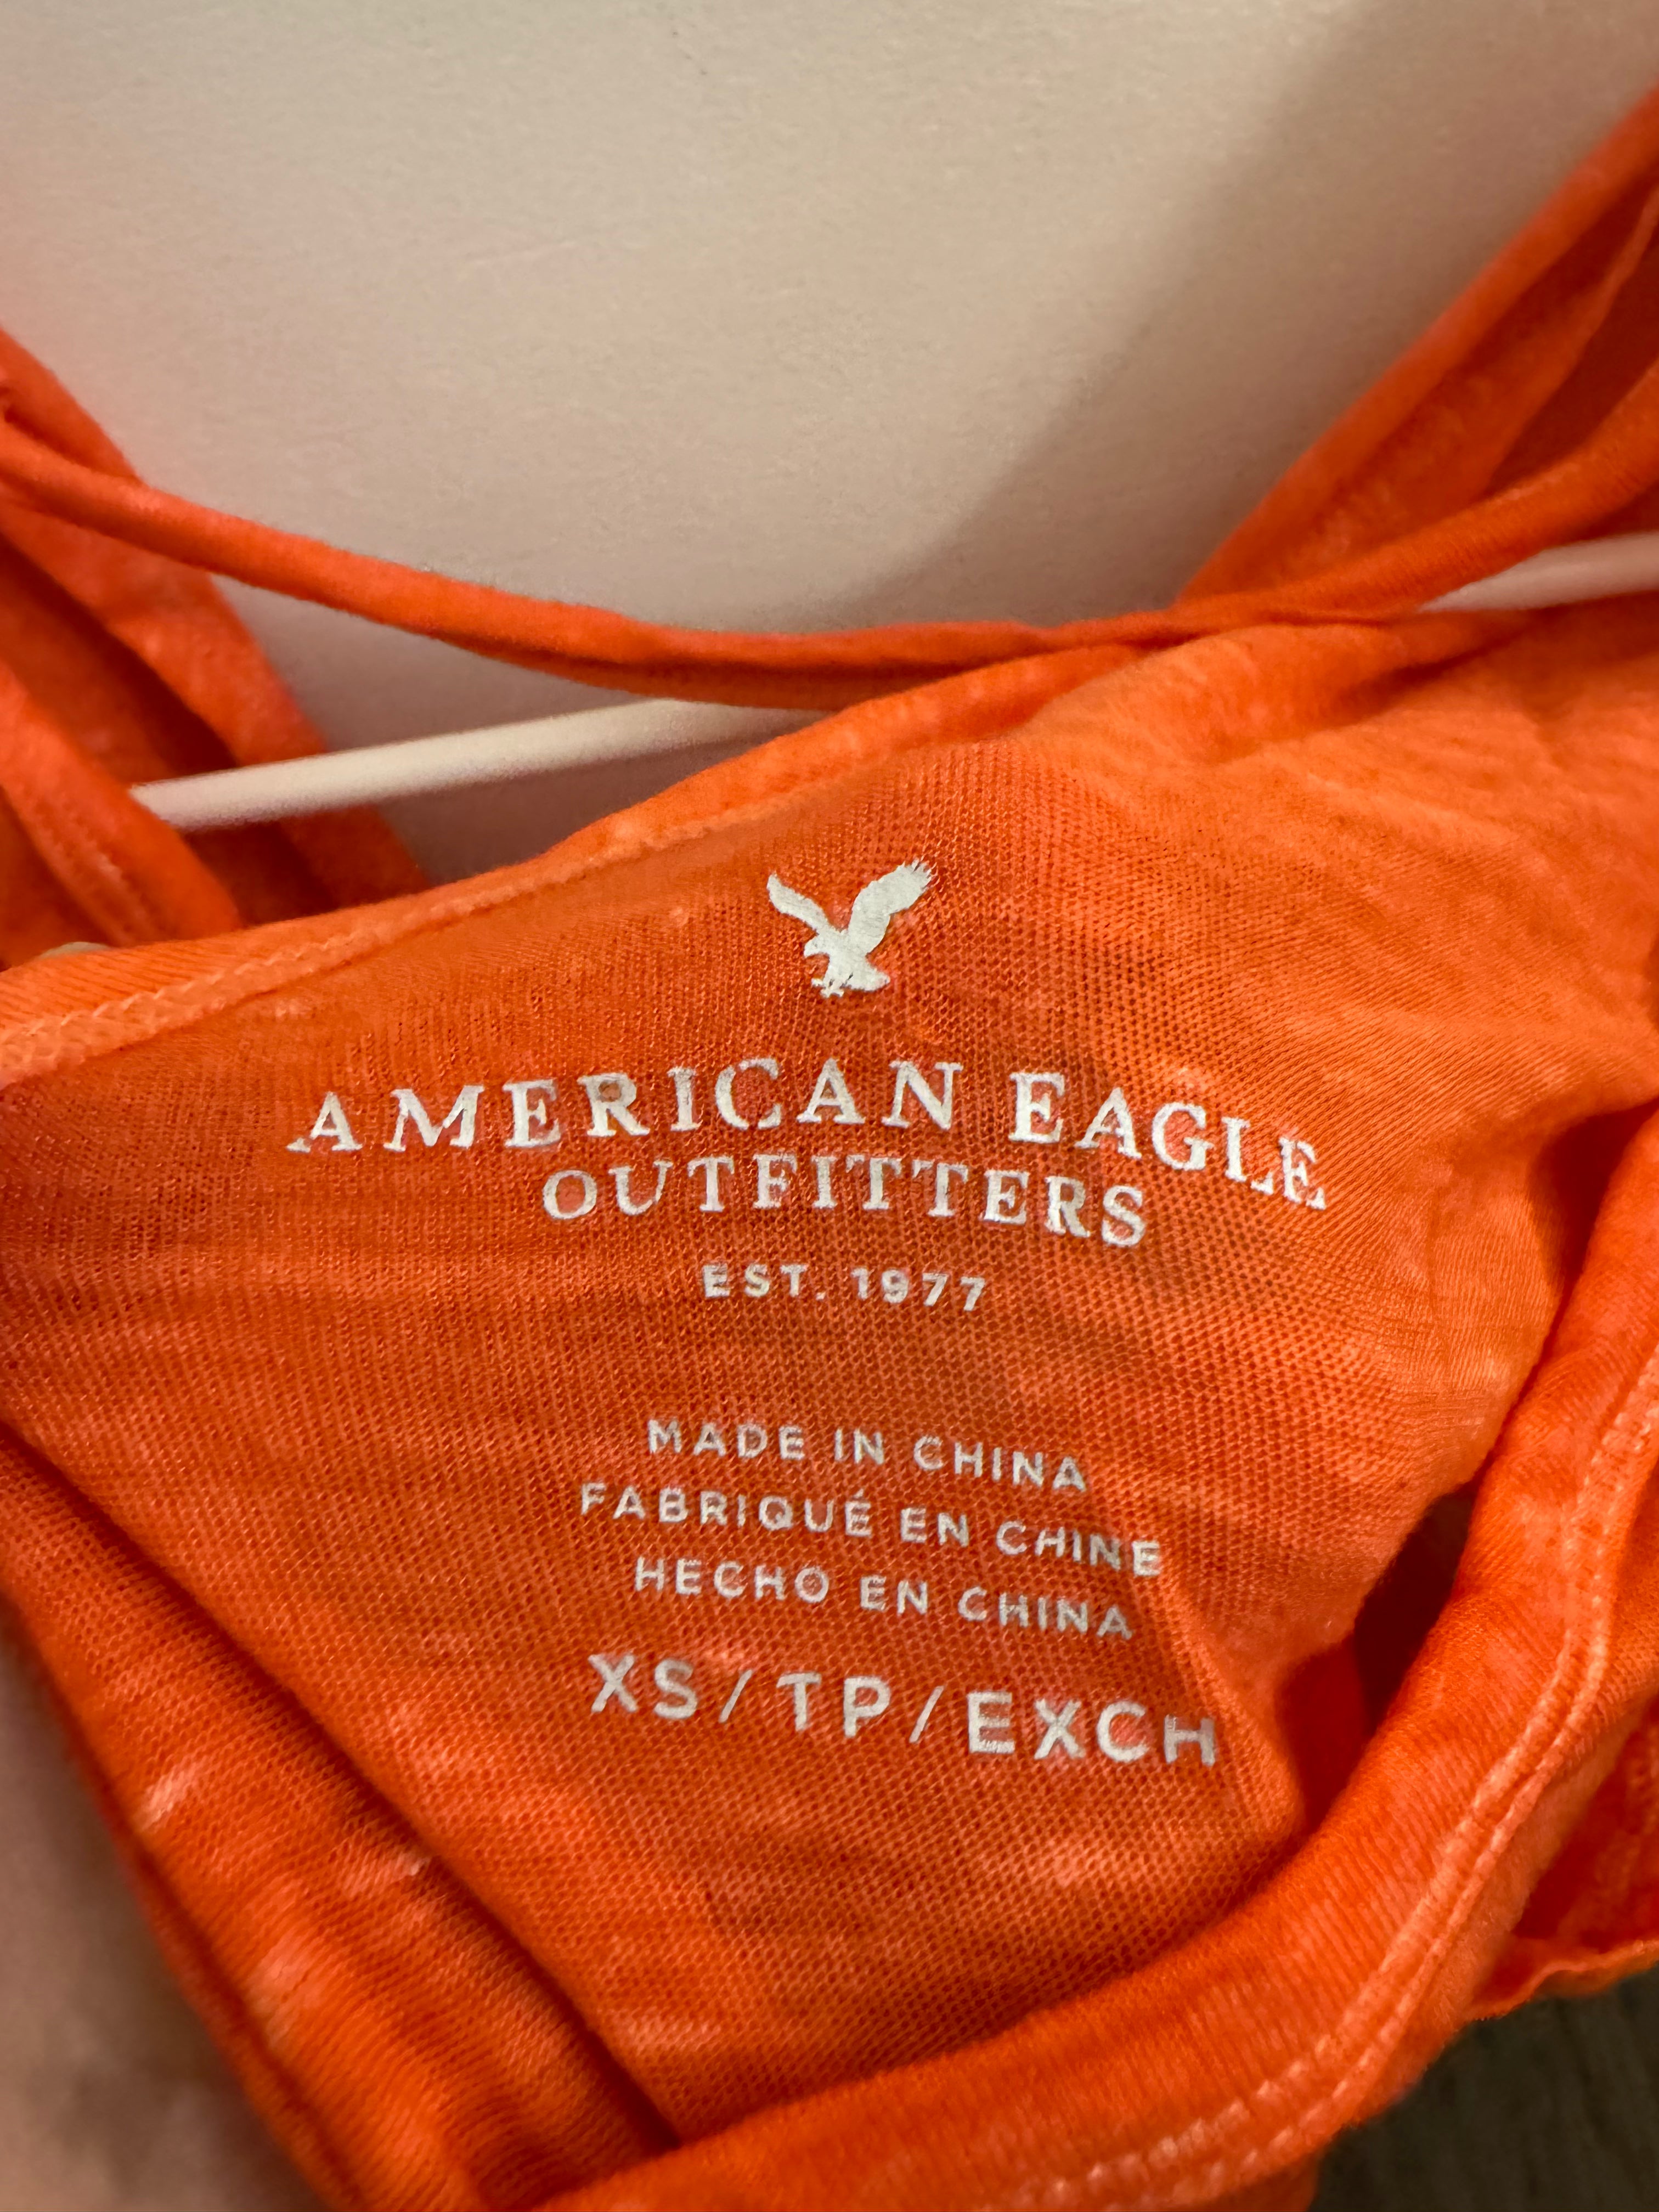 AMERICAN EAGLE
OUTFITTERS
EST. 1977
MADE IN CHINA
FABRIQUÉ EN CHINE
HECHO EN CHINA
XS/TP/EXCH